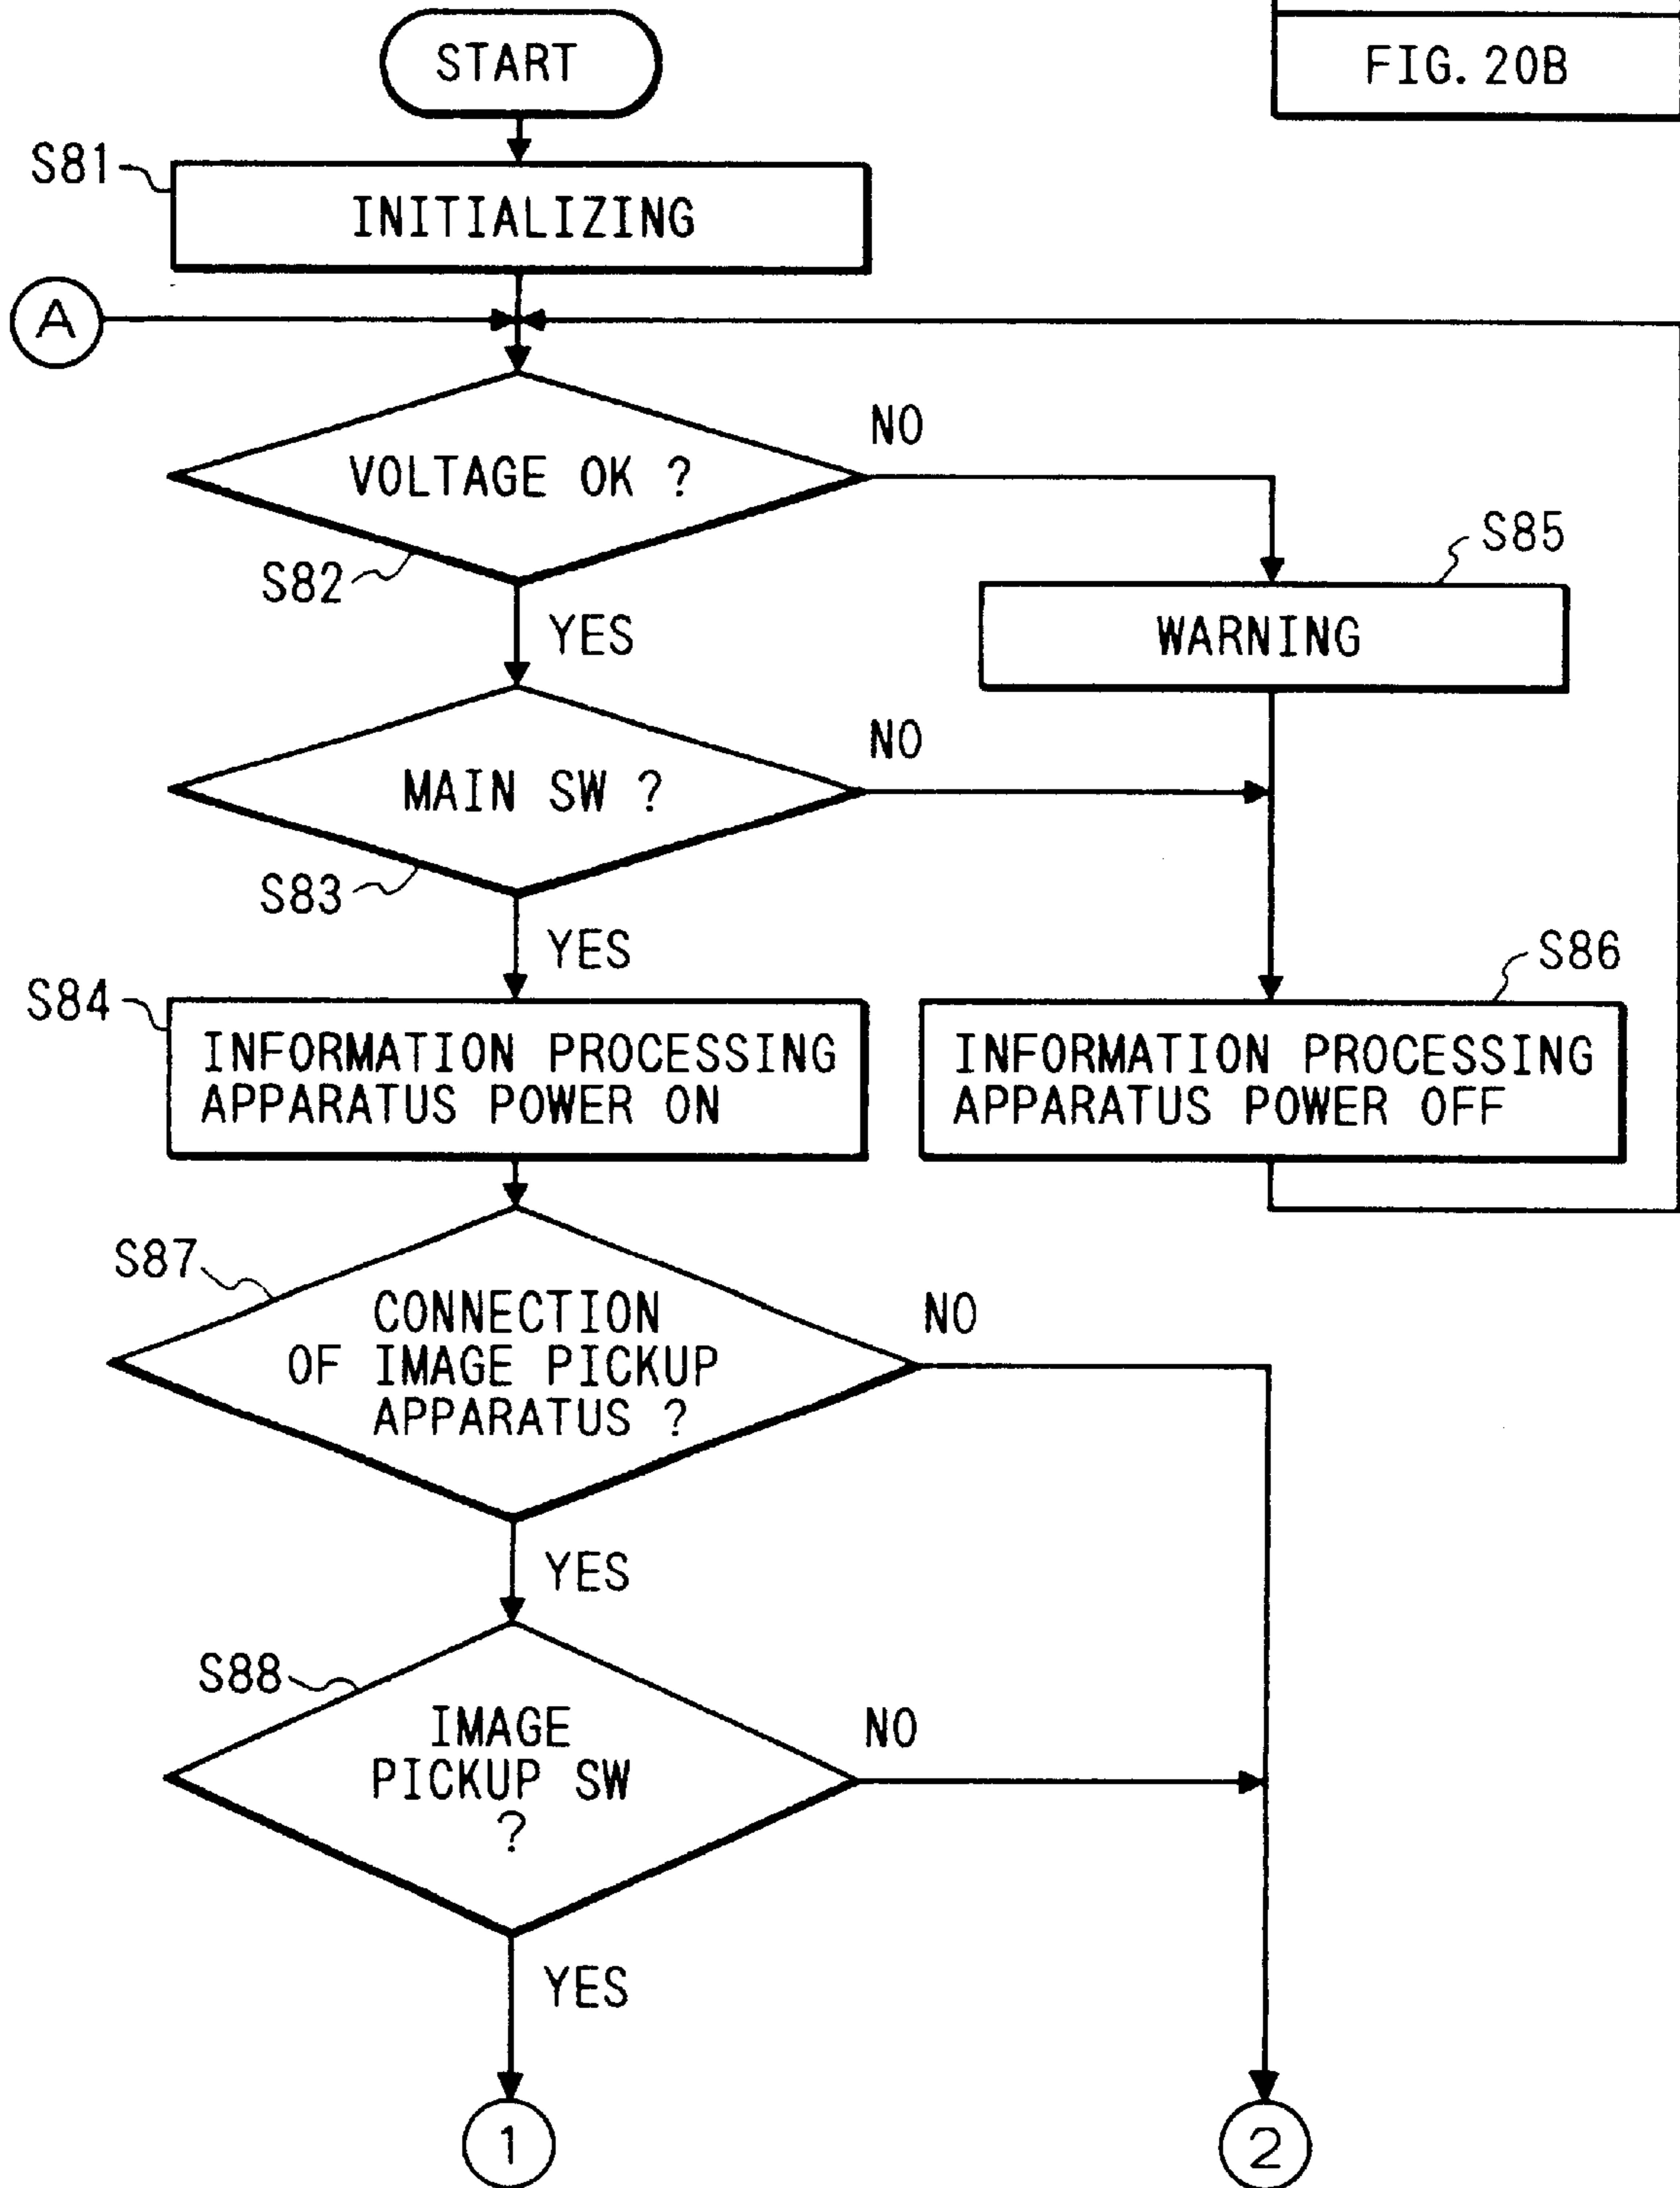 FIG. 20B
START
S81
INITIALIZING
A
VOLTAGE OK ?
NO
S82
YES
S85
WARNING
MAIN SW ?
NO
S83
YES
S84
INFORMATION PROCESSING
APPARATUS POWER ON
S86
INFORMATION PROCESSING
APPARATUS POWER OFF
S87
CONNECTION
OF IMAGE PICKUP
APPARATUS ?
NO
YES
S88
IMAGE
PICKUP SW
?
NO
YES
1
2